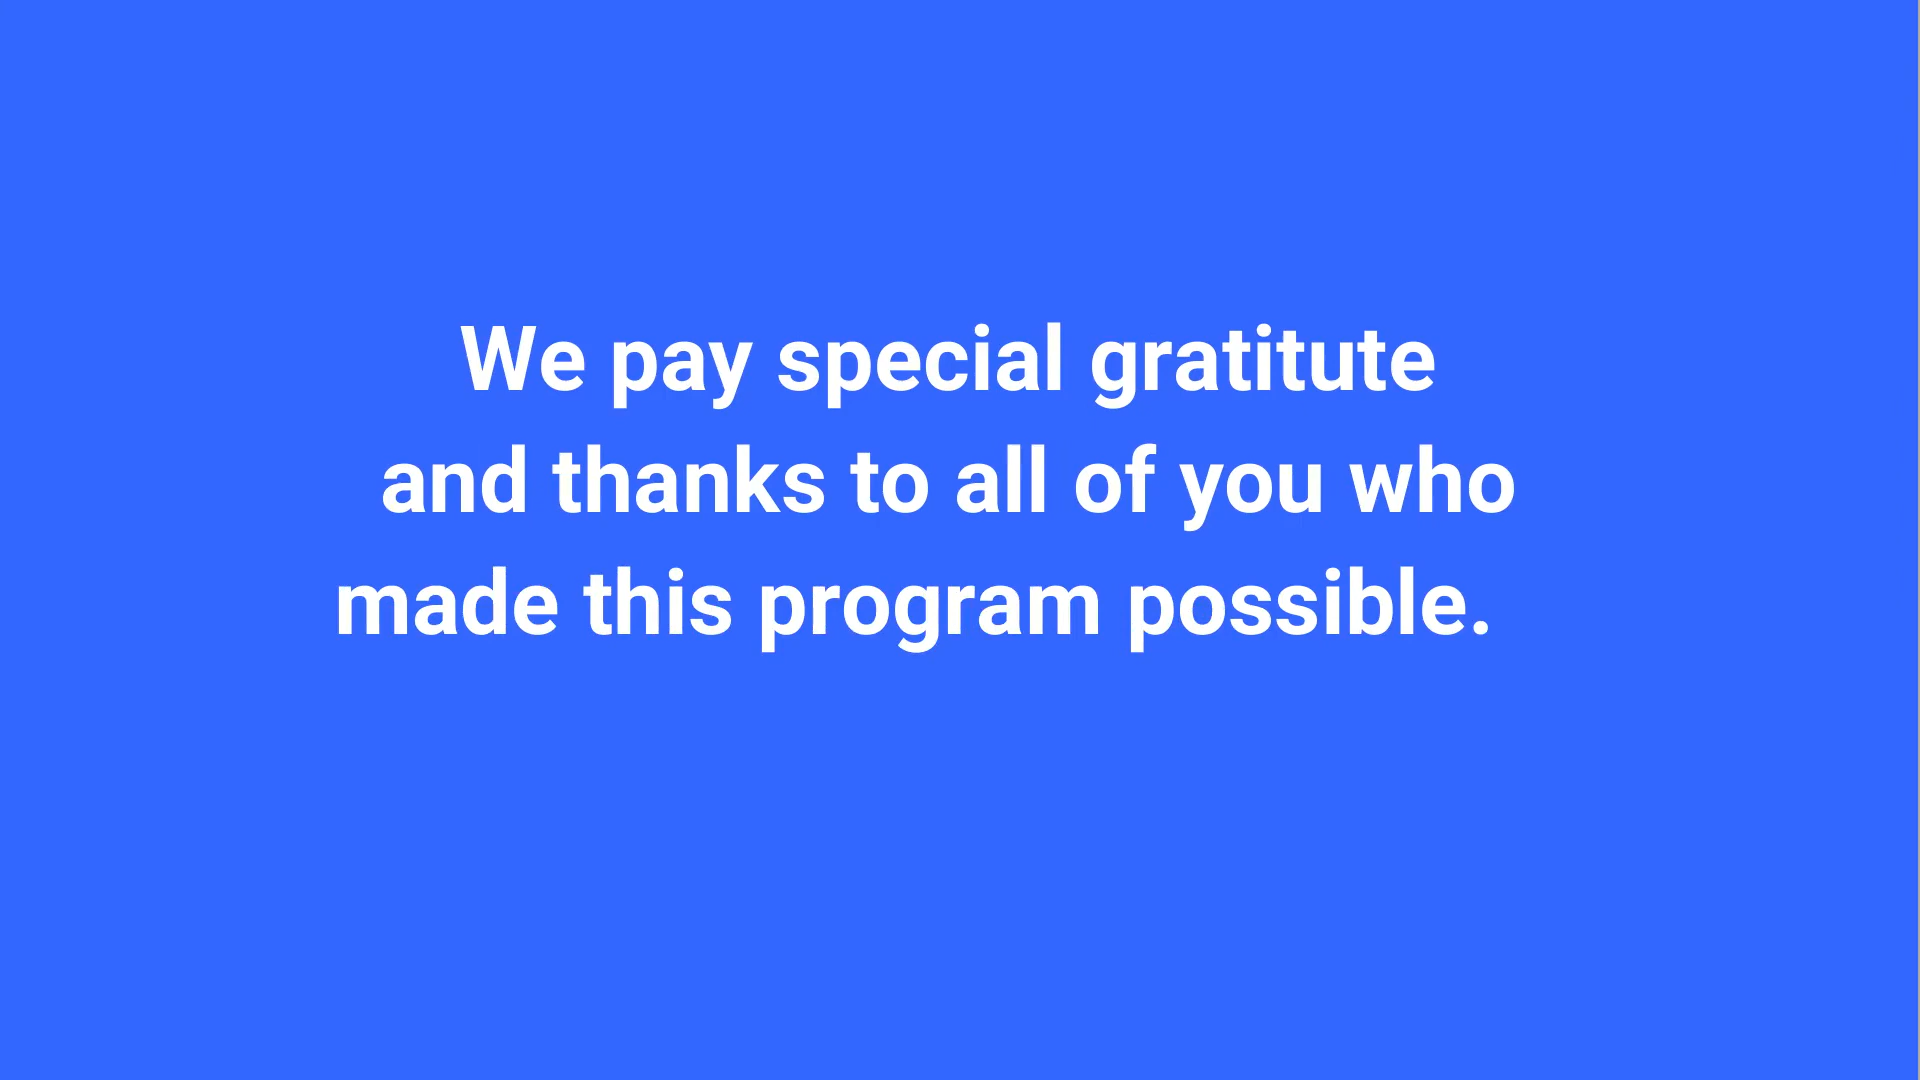 We pay special gratitute
and thanks to all of you who
made this program possible.